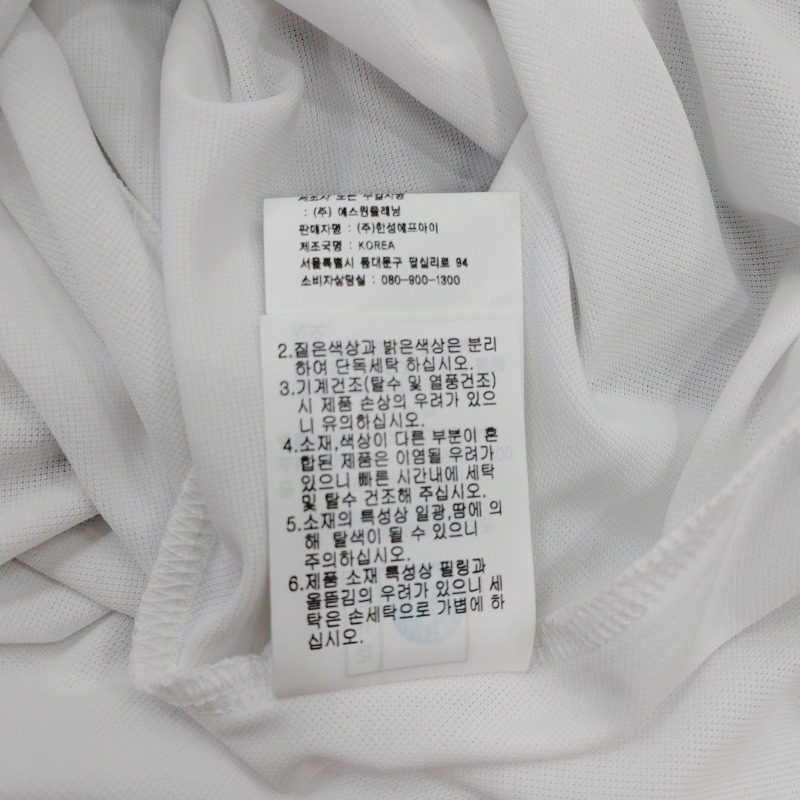 제조자 또는 수입자명
: (주) 에스원플래닝
판매자명 : (주)한성에프아이
제조국명 : KOREA
서울특별시 동대문구 답십리로 94
소비자상담실 : 080-900-1300
2.짙은색상과 밝은색상은 분리
하여 단독세탁 하십시오.
3.기계건조(탈수 및 열풍건조)
시 제품 손상의 우려가 있으
니 유의하십시오.
4.소재,색상이 다른 부분이 혼
합된 제품은 이염될 우려가
있으니 빠른 시간내에 세탁
및 탈수 건조해 주십시오.
5.소재의 특성상 일광,땀에 의
해 탈색이 될 수 있으니
주의하십시오.
6.제품 소재 특성상 필링과
올뜯김의 우려가 있으니 세
탁은 손세탁으로 가볍에 하
십시오.